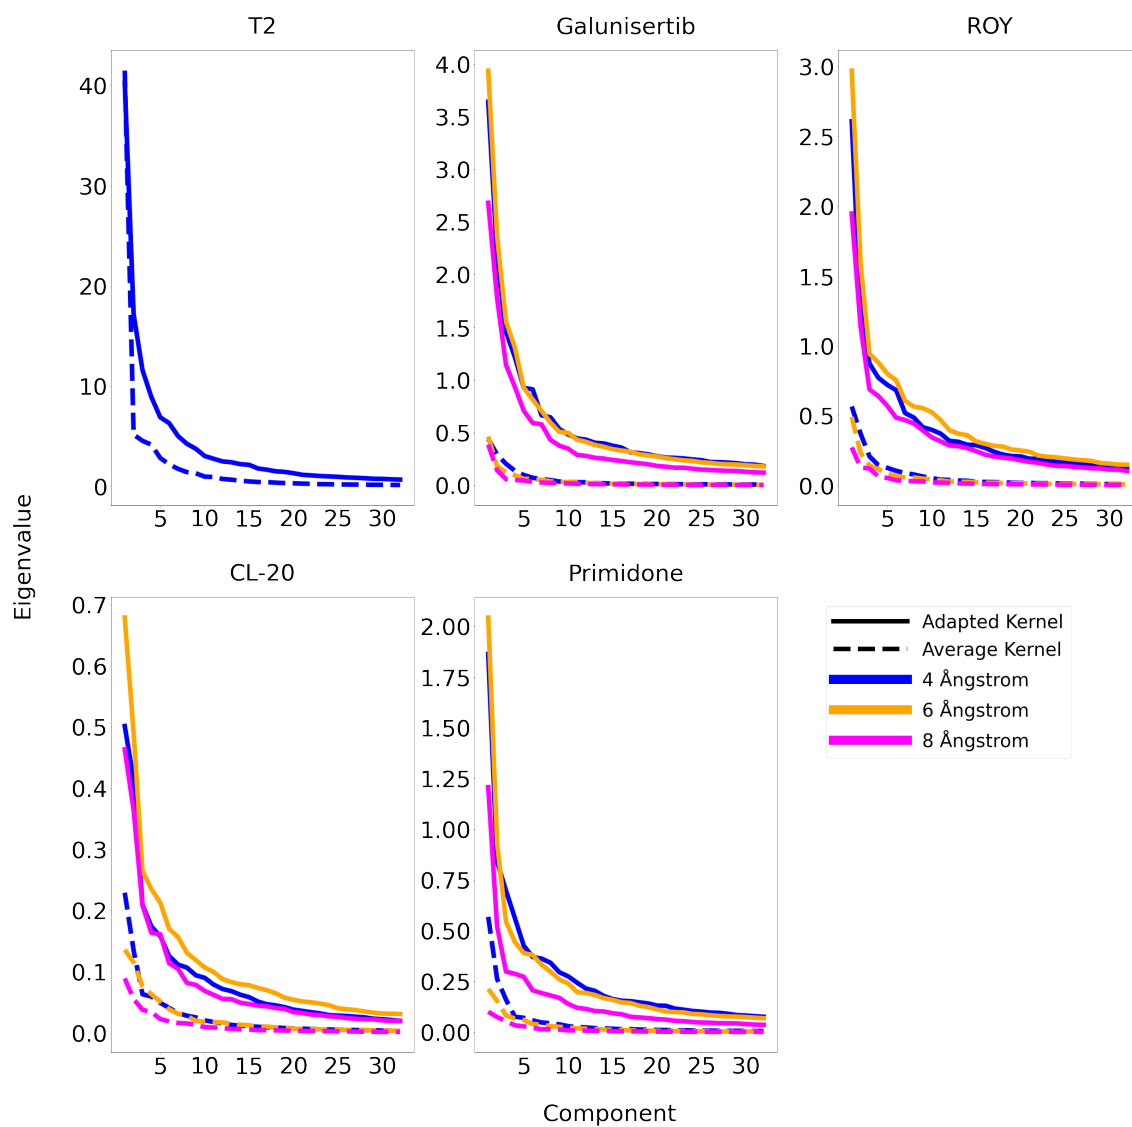 T2
Galunisertib
ROY
40
30
20
10
0
4.0
3.5
3.0
2.5
2.0
1.5
1.0
0.5
0.0
3.0
2.5
2.0
1.5
1.0
0.5
0.0
5 10 15 20 25 30
5 10 15 20 25 30
5 10 15 20 25 30
Eigenvalue
CL-20
Primidone
0.7
0.6
0.5
0.4
0.3
0.2
0.1
0.0
2.00
1.75
1.50
1.25
1.00
0.75
0.50
0.25
0.00
5 10 15 20 25 30
5 10 15 20 25 30
Adapted Kernel
Average Kernel
4 Ångstrom
6 Ångstrom
8 Ångstrom
Component